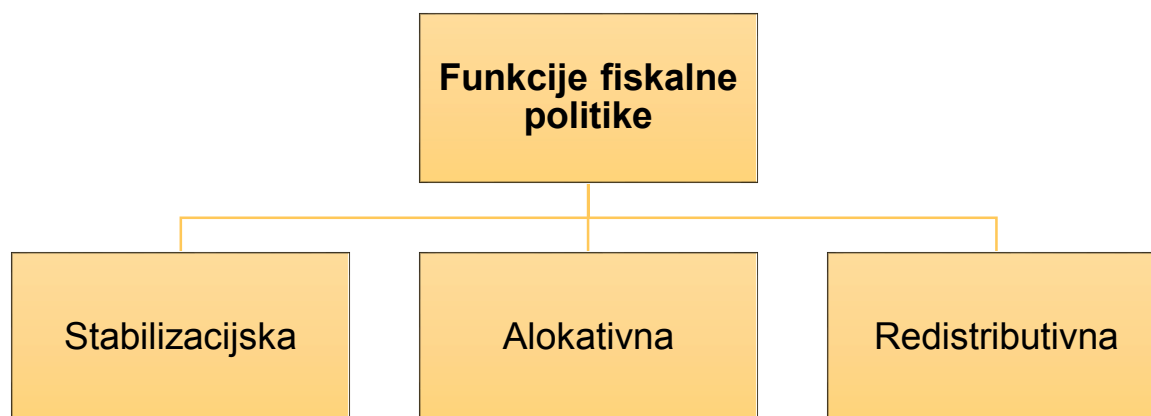 Funkcije fiskalne
politike
Stabilizacijska
Alokativna
Redistributivna